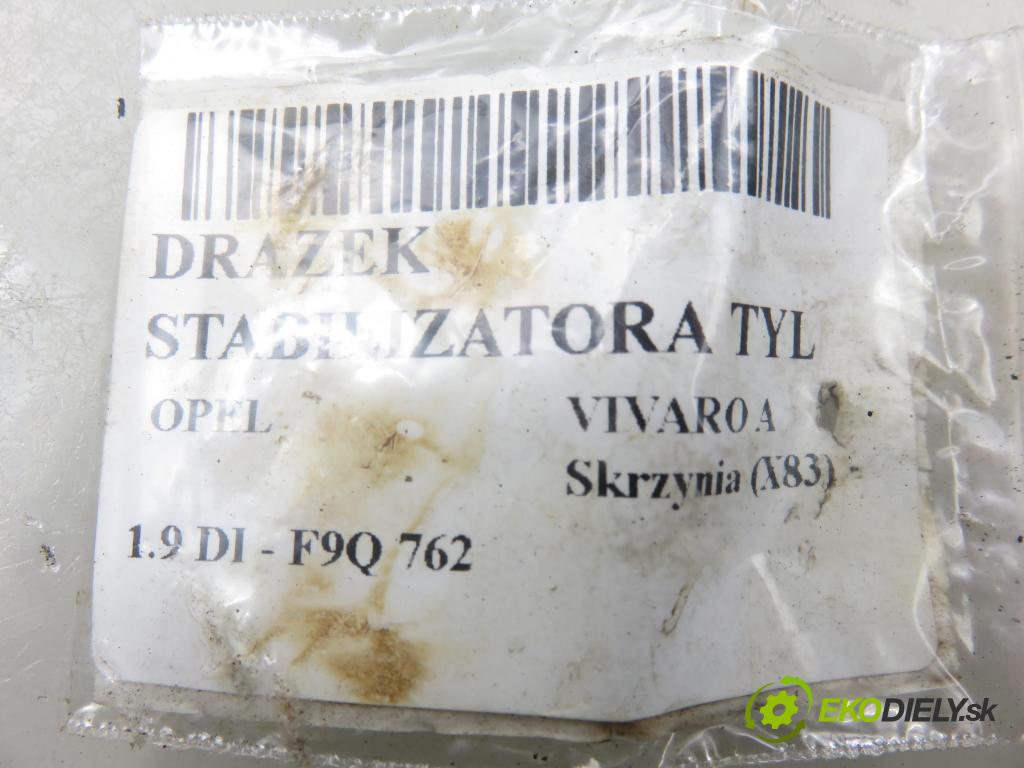 DRAZEK
STABILIZATORA TYL
OPEL VIVARO A
Skrzynia (X83)
1.9 DI - F9Q 762
EKODIELY.sk